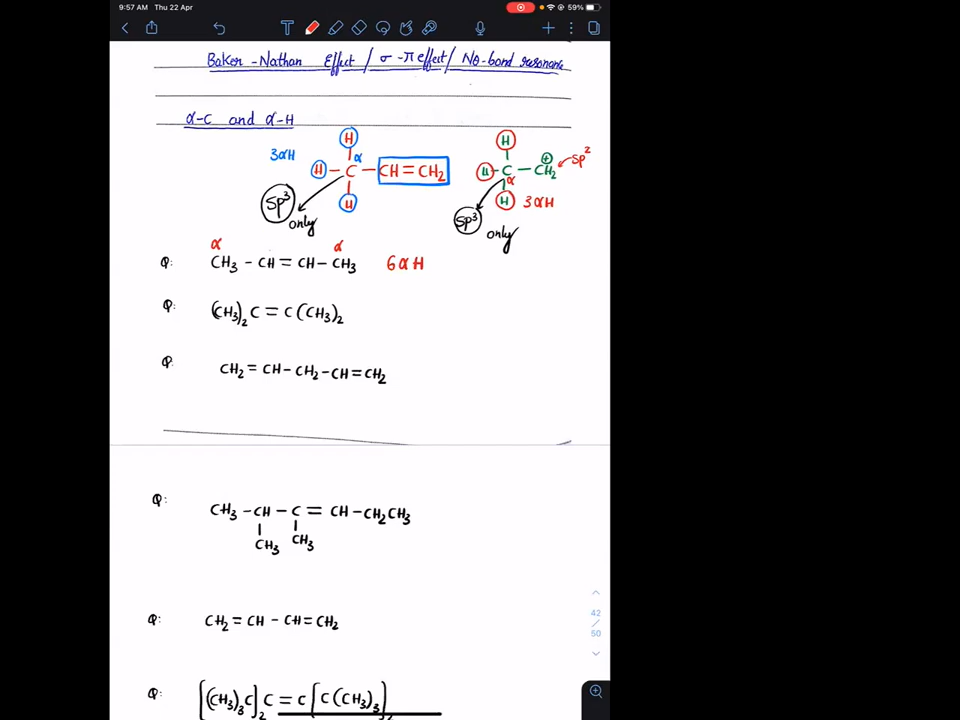 9:57 AM Thu 22 Apr
59%
Baker-Nathan Effect / σ-π effect / No-bond resonance
α-C and α-H
3αH
H
α
H - C - CH=CH2
H
Sp3
only
H
H - C - CH2
⊕
Sp2
α
H
3αH
Sp3
only
α α
Q: CH3 - CH = CH - CH3 6αH
Q: (CH3)2 C = C (CH3)2
Q: CH2 = CH - CH2 - CH = CH2
Q: CH3 - CH - C = CH - CH2CH3
CH3 CH3
Q: CH2 = CH - CH = CH2
Q: [(CH3)3C]2 C = C [C(CH3)3]2
42
/
50